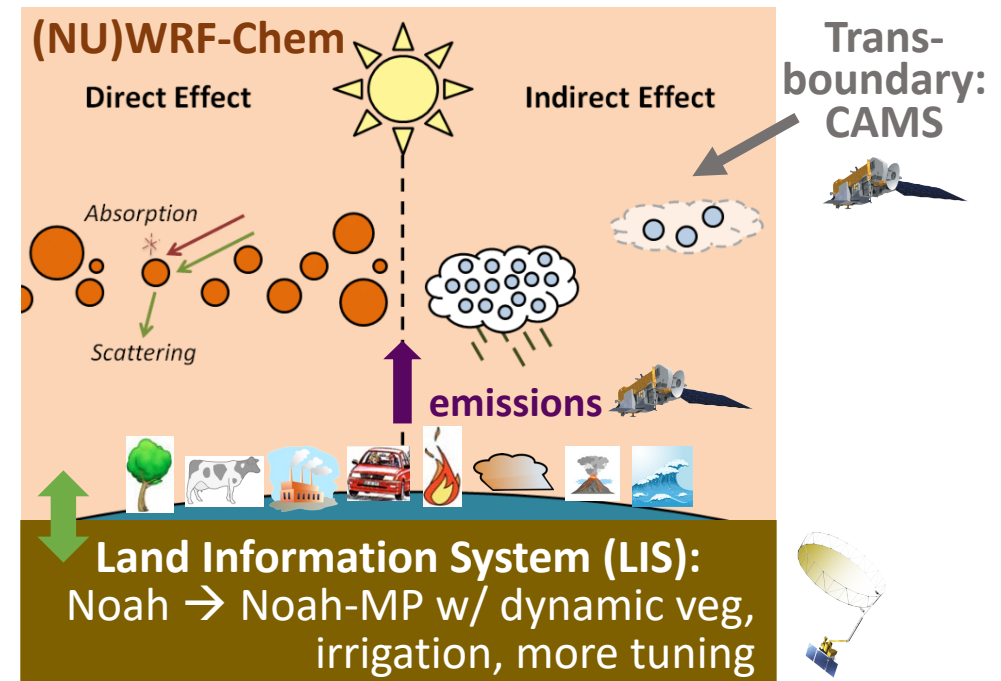 (NU)WRF-Chem
Direct Effect
Indirect Effect
Trans-
boundary:
CAMS
Absorption
Scattering
emissions
Land Information System (LIS):
Noah → Noah-MP w/ dynamic veg,
irrigation, more tuning